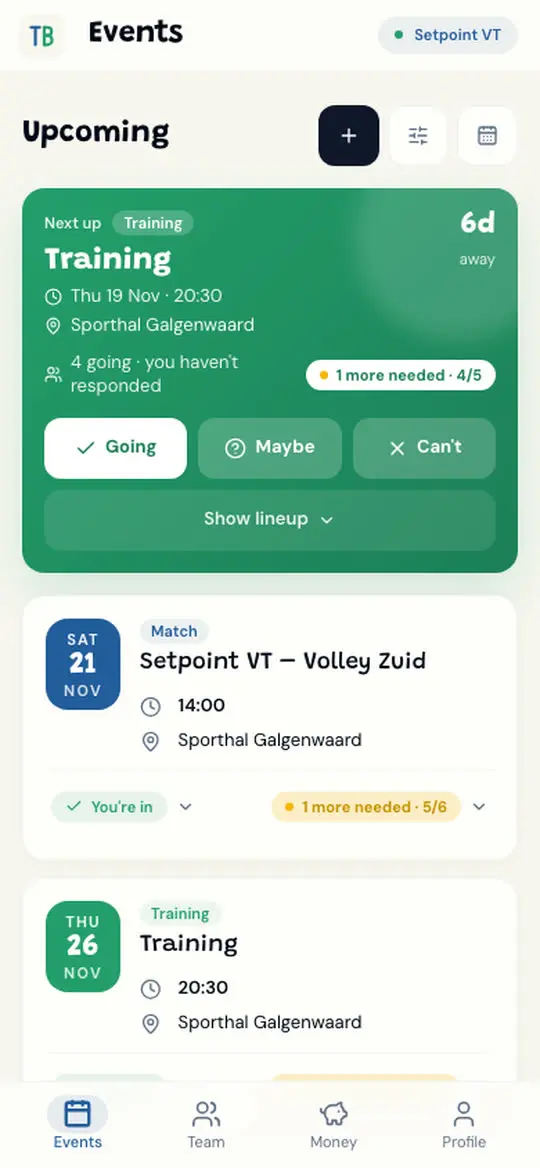 TB
Events
Setpoint VT
Upcoming
Next up
Training
6d
Training
away
Thu 19 Nov · 20:30
Sporthal Galgenwaard
4 going · you haven't
responded
1 more needed · 4/5
Going
Maybe
Can't
Show lineup
SAT
21
NOV
Match
Setpoint VT – Volley Zuid
14:00
Sporthal Galgenwaard
You're in
1 more needed · 5/6
THU
26
NOV
Training
Training
20:30
Sporthal Galgenwaard
Events
Team
Money
Profile